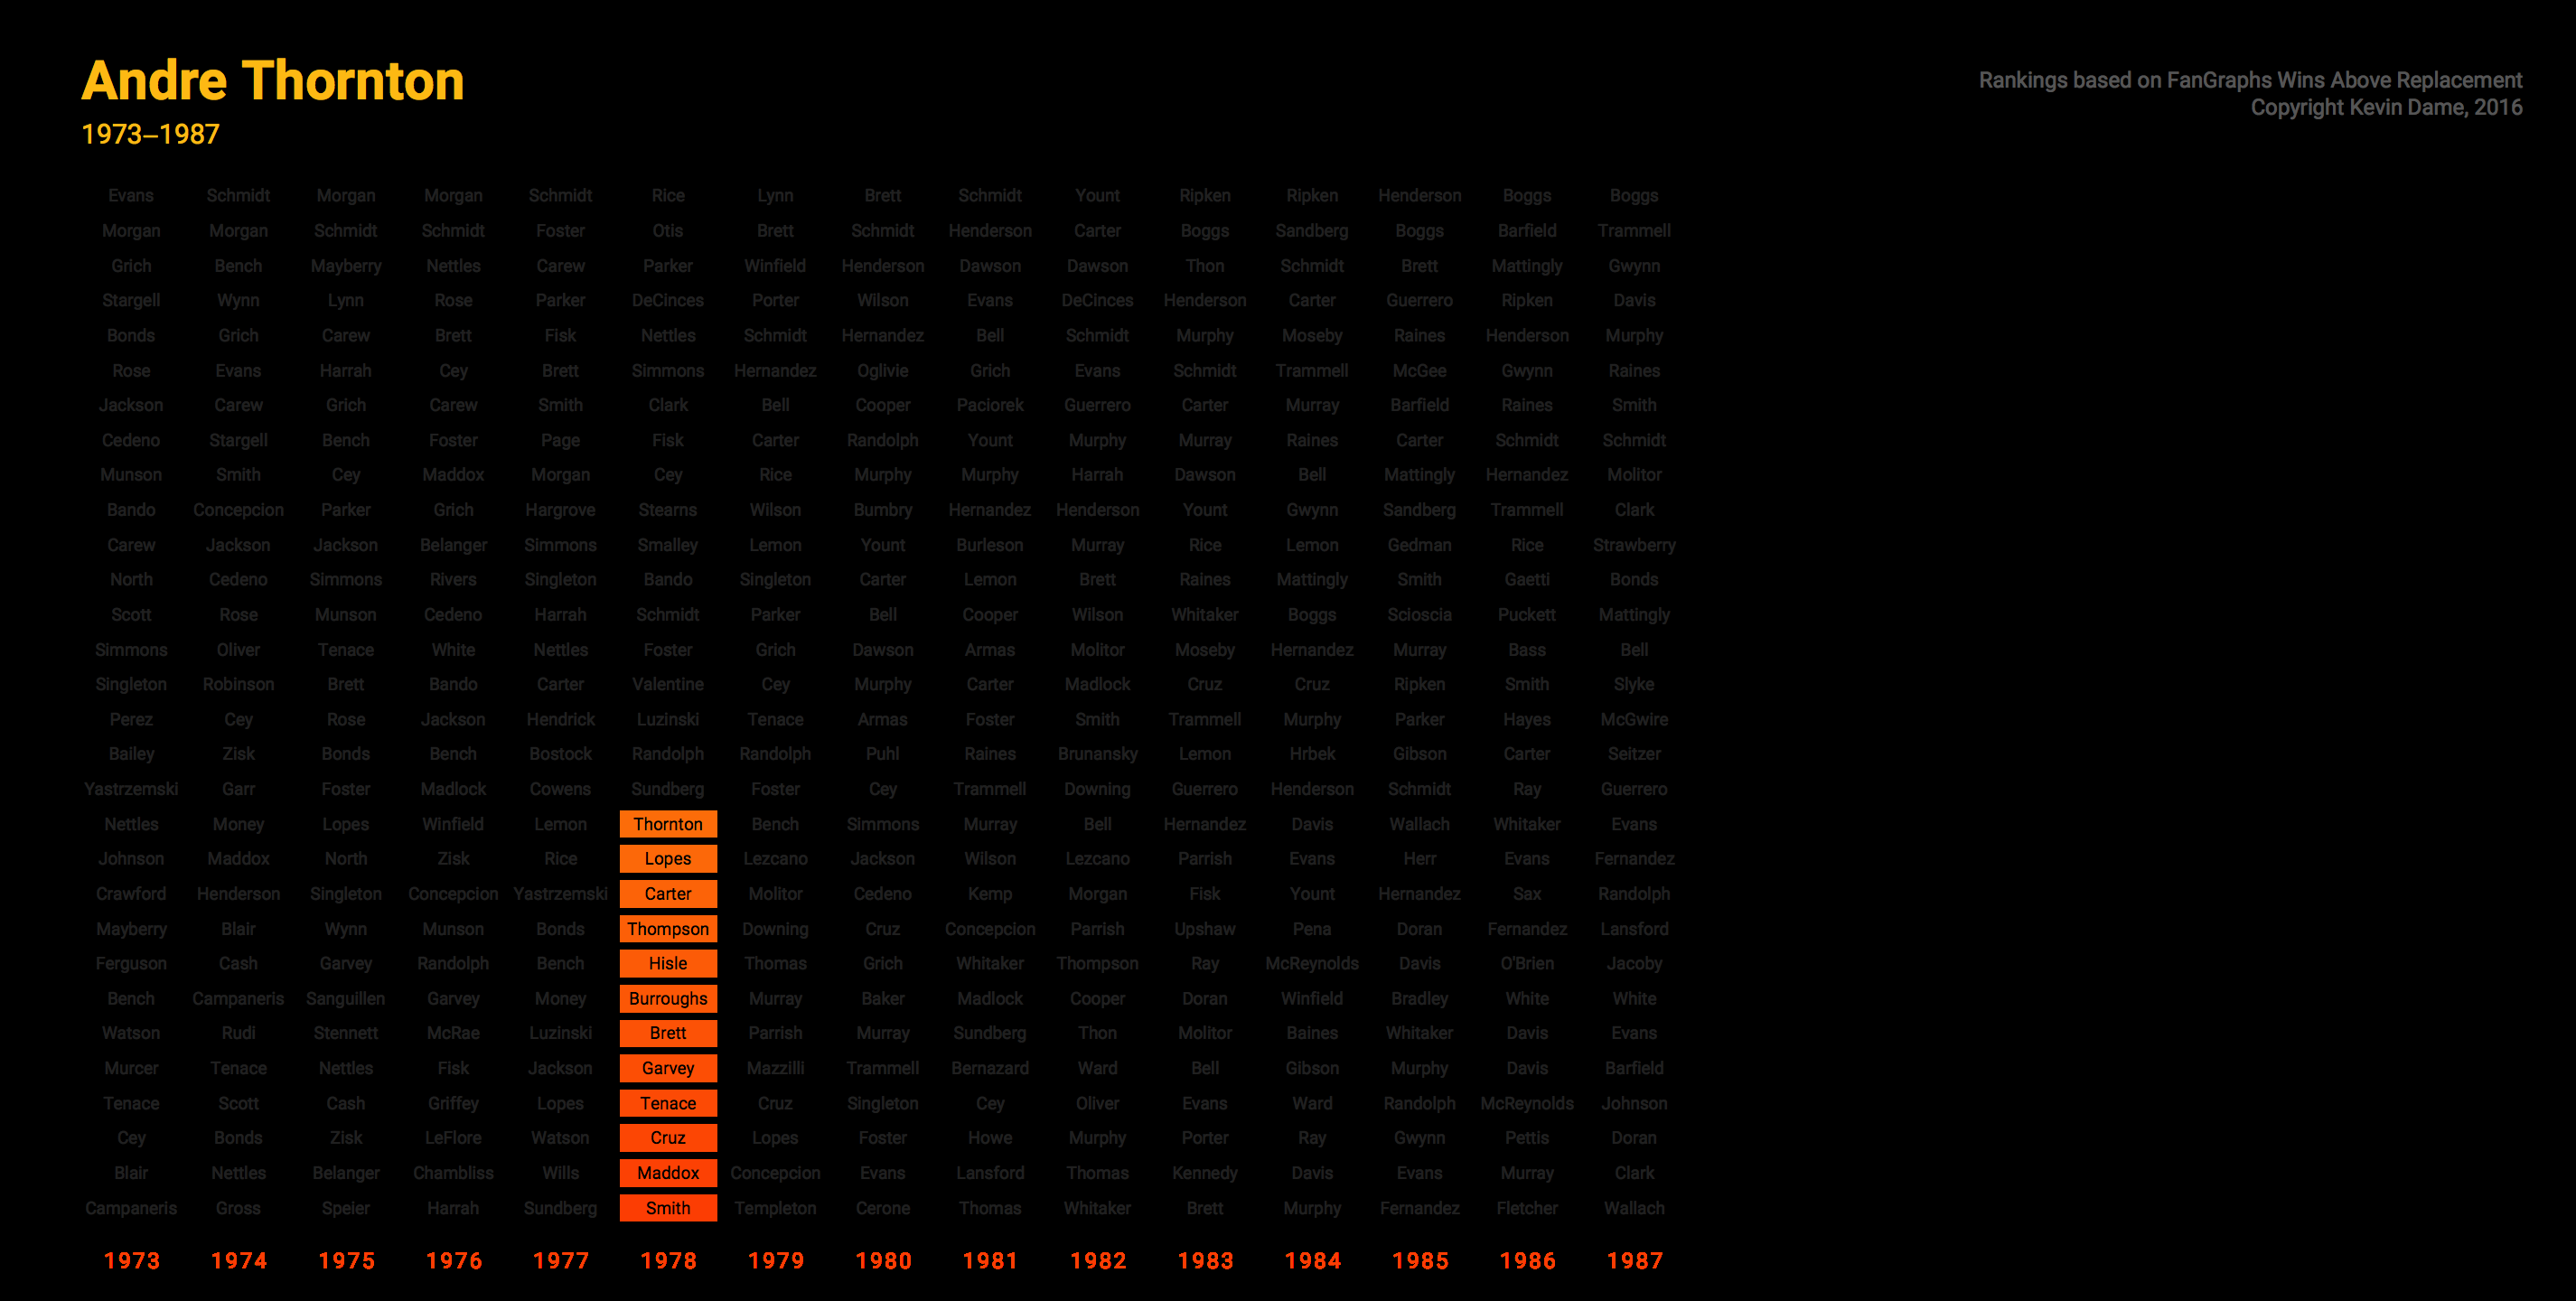 Andre Thornton
1973–1987
Rankings based on FanGraphs Wins Above Replacement
Copyright Kevin Dame, 2016
Evans Schmidt Morgan Morgan Schmidt Rice Lynn Brett Schmidt Yount Ripken Ripken Henderson Boggs Boggs
Morgan Morgan Schmidt Schmidt Foster Otis Brett Schmidt Henderson Carter Boggs Sandberg Boggs Barfield Trammell
Grich Bench Mayberry Nettles Carew Parker Winfield Henderson Dawson Dawson Thon Schmidt Brett Mattingly Gwynn
Stargell Wynn Lynn Rose Parker DeCinces Porter Wilson Evans DeCinces Henderson Carter Guerrero Ripken Davis
Bonds Grich Carew Brett Fisk Nettles Schmidt Hernandez Bell Schmidt Murphy Moseby Raines Henderson Murphy
Rose Evans Harrah Cey Brett Simmons Hernandez Oglivie Grich Evans Schmidt Trammell McGee Gwynn Raines
Jackson Carew Grich Carew Smith Clark Bell Cooper Paciorek Guerrero Carter Murray Barfield Raines Smith
Cedeno Stargell Bench Foster Page Fisk Carter Randolph Yount Murphy Murray Raines Carter Schmidt Schmidt
Munson Smith Cey Maddox Morgan Cey Rice Murphy Murphy Harrah Dawson Bell Mattingly Hernandez Molitor
Bando Concepcion Parker Grich Hargrove Stearns Wilson Bumbry Hernandez Henderson Yount Gwynn Sandberg Trammell Clark
Carew Jackson Jackson Belanger Simmons Smalley Lemon Yount Burleson Murray Rice Lemon Gedman Rice Strawberry
North Cedeno Simmons Rivers Singleton Bando Singleton Carter Lemon Brett Raines Mattingly Smith Gaetti Bonds
Scott Rose Munson Cedeno Harrah Schmidt Parker Bell Cooper Wilson Whitaker Boggs Scioscia Puckett Mattingly
Simmons Oliver Tenace White Nettles Foster Grich Dawson Armas Molitor Moseby Hernandez Murray Bass Bell
Singleton Robinson Brett Bando Carter Valentine Cey Murphy Carter Madlock Cruz Cruz Ripken Smith Slyke
Perez Cey Rose Jackson Hendrick Luzinski Tenace Armas Foster Smith Trammell Murphy Parker Hayes McGwire
Bailey Zisk Bonds Bench Bostock Randolph Randolph Puhl Raines Brunansky Lemon Hrbek Gibson Carter Seitzer
Yastrzemski Garr Foster Madlock Cowens Sundberg Foster Cey Trammell Downing Guerrero Henderson Schmidt Ray Guerrero
Nettles Money Lopes Winfield Lemon Thornton Bench Simmons Murray Bell Hernandez Davis Wallach Whitaker Evans
Johnson Maddox North Zisk Rice Lopes Lezcano Jackson Wilson Lezcano Parrish Evans Herr Evans Fernandez
Crawford Henderson Singleton Concepcion Yastrzemski Carter Molitor Cedeno Kemp Morgan Fisk Yount Hernandez Sax Randolph
Mayberry Blair Wynn Munson Bonds Thompson Downing Cruz Concepcion Parrish Upshaw Pena Doran Fernandez Lansford
Ferguson Cash Garvey Randolph Bench Hisle Thomas Grich Whitaker Thompson Ray McReynolds Davis O'Brien Jacoby
Bench Campaneris Sanguillen Garvey Money Burroughs Murray Baker Madlock Cooper Doran Winfield Bradley White White
Watson Rudi Stennett McRae Luzinski Brett Parrish Murray Sundberg Thon Molitor Baines Whitaker Davis Evans
Murcer Tenace Nettles Fisk Jackson Garvey Mazzilli Trammell Bernazard Ward Bell Gibson Murphy Davis Barfield
Tenace Scott Cash Griffey Lopes Tenace Cruz Singleton Cey Oliver Evans Ward Randolph McReynolds Johnson
Cey Bonds Zisk LeFlore Watson Cruz Lopes Foster Howe Murphy Porter Ray Gwynn Pettis Doran
Blair Nettles Belanger Chambliss Wills Maddox Concepcion Evans Lansford Thomas Kennedy Davis Evans Murray Clark
Campaneris Gross Speier Harrah Sundberg Smith Templeton Cerone Thomas Whitaker Brett Murphy Fernandez Fletcher Wallach
1973 1974 1975 1976 1977 1978 1979 1980 1981 1982 1983 1984 1985 1986 1987